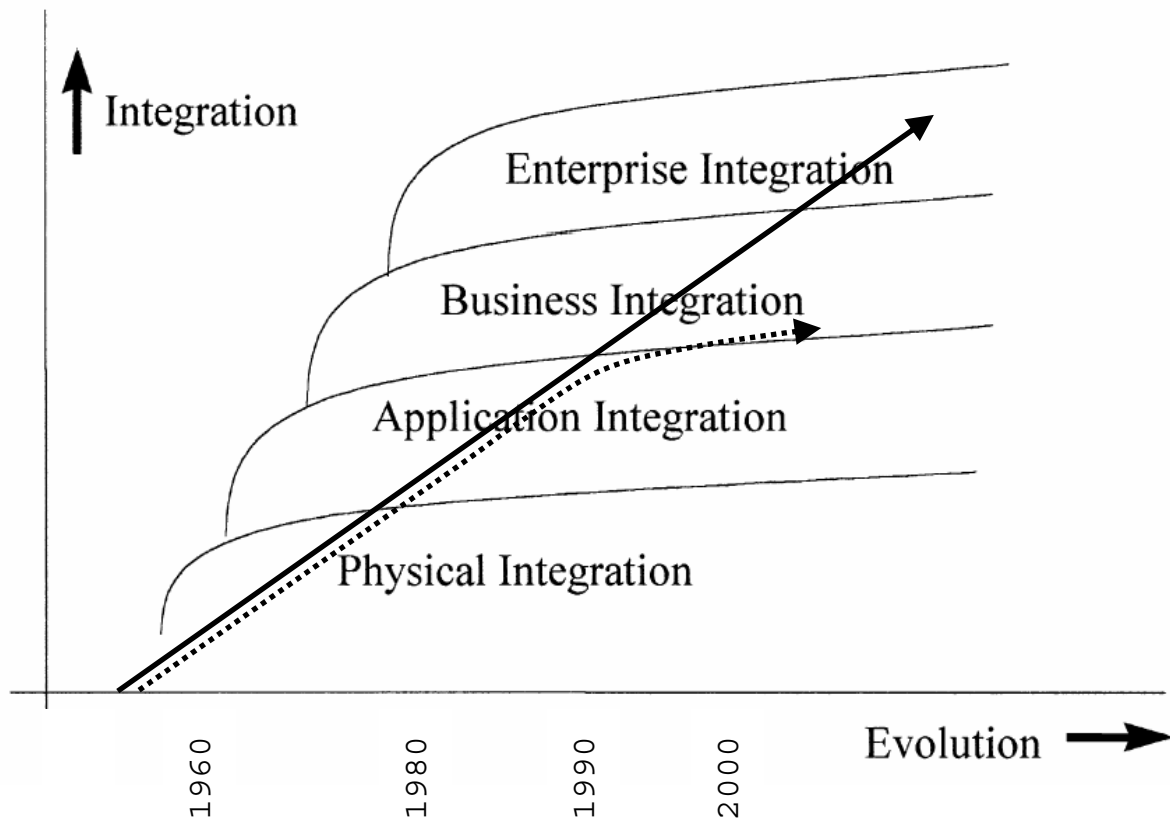 Integration
Enterprise Integration
Business Integration
Application Integration
Physical Integration
Evolution
1960
1980
1990
2000